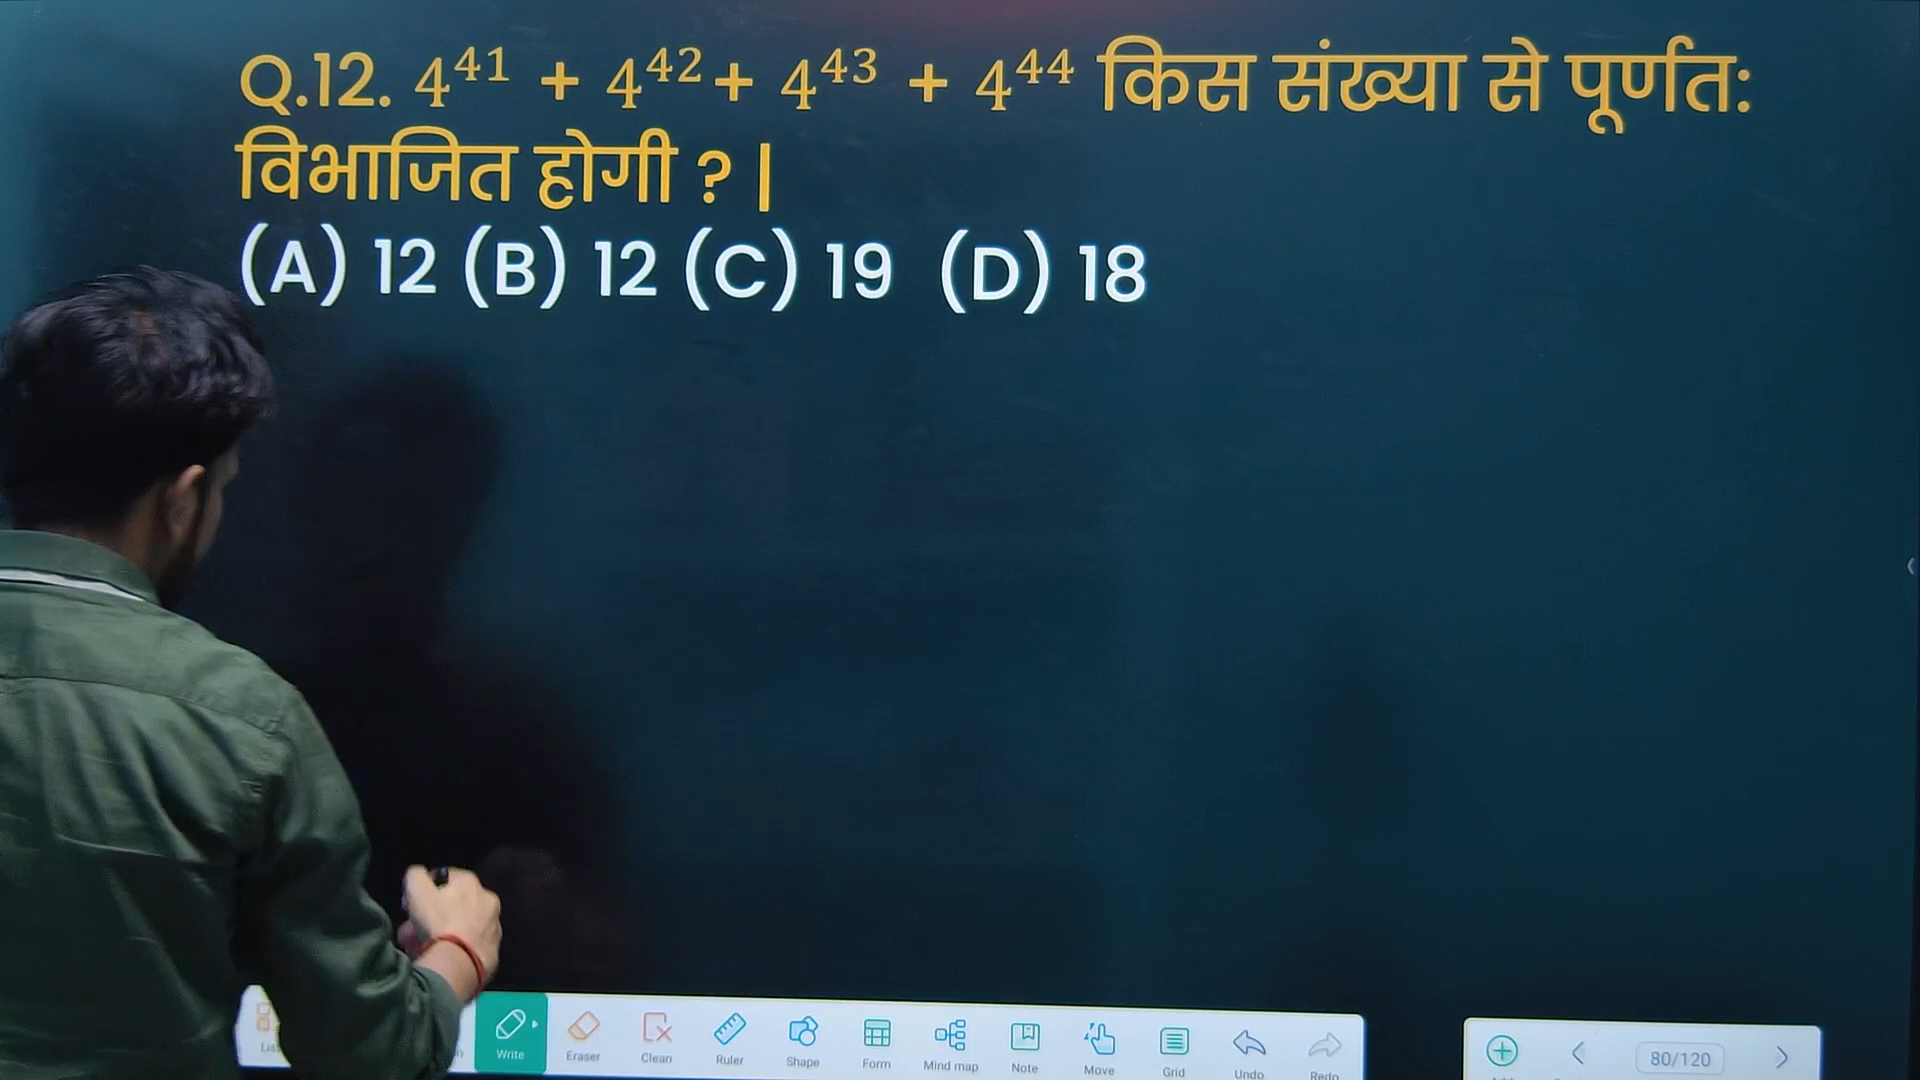 Q.12. 4⁴¹ + 4⁴² + 4⁴³ + 4⁴⁴ किस संख्या से पूर्णत:
विभाजित होगी ? |
(A) 12 (B) 12 (C) 19 (D) 18
Write Eraser Clean Ruler Shape Form Mind map Note Move Grid Undo Redo
80/120